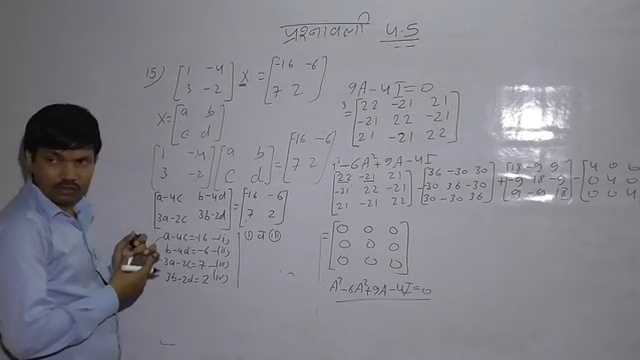 प्रश्नावली 4.5
15) [1 -4
3 -2] X = [-16 -6
7 2]
X = [a b
c d]
[1 -4
3 -2] [a b
c d] = [-16 -6
7 2]
[a-4c b-4d
3a-2c 3b-2d] = [-16 -6
7 2]
a-4c=-16 -(i)
b-4d=-6 -(ii)
3a-2c=7 -(iii)
3b-2d=2 (iv)
9A-4I=0
A³= [22 -21 21
-21 22 -21
21 -21 22]
-6A²+9A-4I
[22 -21 21
-21 22 -21
21 -21 22] - [36 -30 30
-30 36 -30
30 -30 36] + [18 -9 9
-9 18 -9
9 -9 18] - [4 0 0
0 4 0
0 0 4]
= [0 0 0
0 0 0
0 0 0]
A³-6A²+9A-4I=0